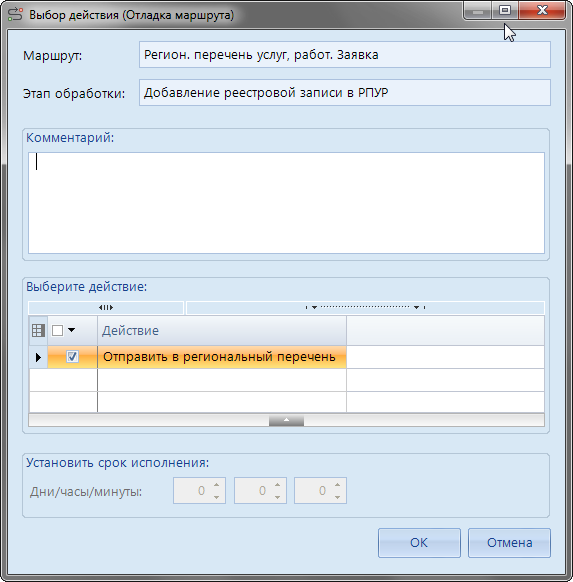 Выбор действия (Отладка маршрута)
Маршрут: Регион. перечень услуг, работ. Заявка
Этап обработки: Добавление реестровой записи в РПУР
Комментарий:
Выберите действие:
Действие
Отправить в региональный перечень
Установить срок исполнения:
Дни/часы/минуты: 0 0 0
ОК Отмена